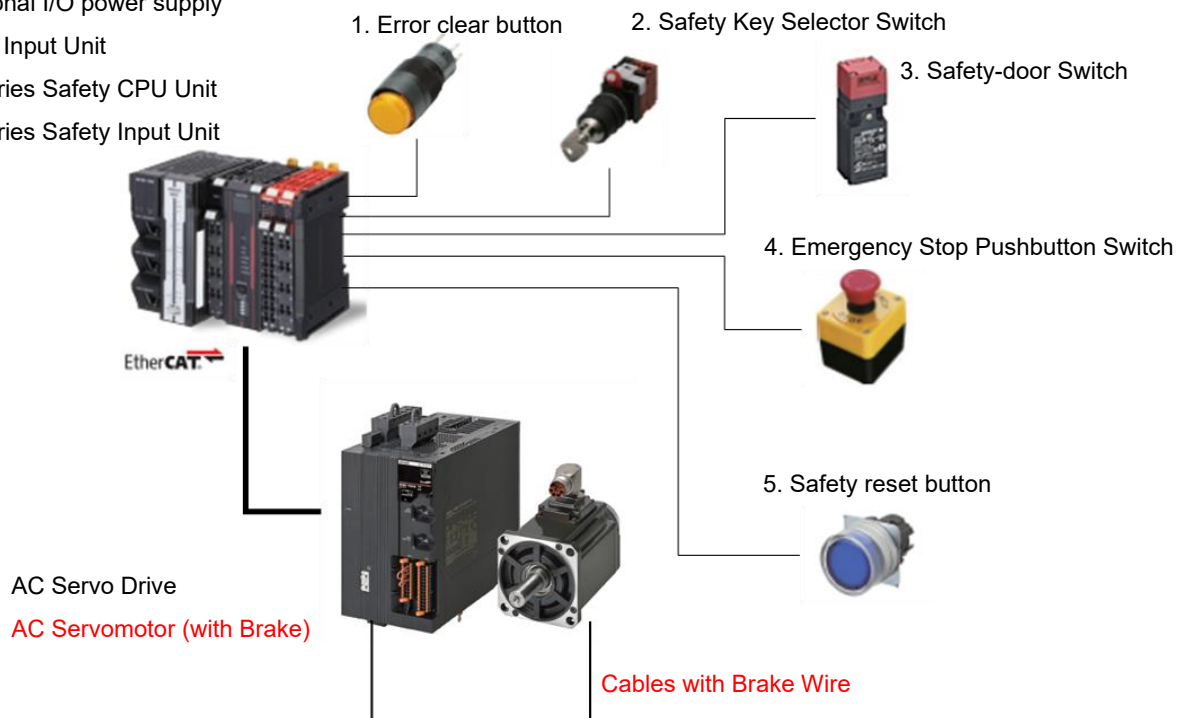 onal I/O power supply
Input Unit
ries Safety CPU Unit
ries Safety Input Unit
1. Error clear button
2. Safety Key Selector Switch
3. Safety-door Switch
4. Emergency Stop Pushbutton Switch
EtherCAT
5. Safety reset button
AC Servo Drive
AC Servomotor (with Brake)
Cables with Brake Wire